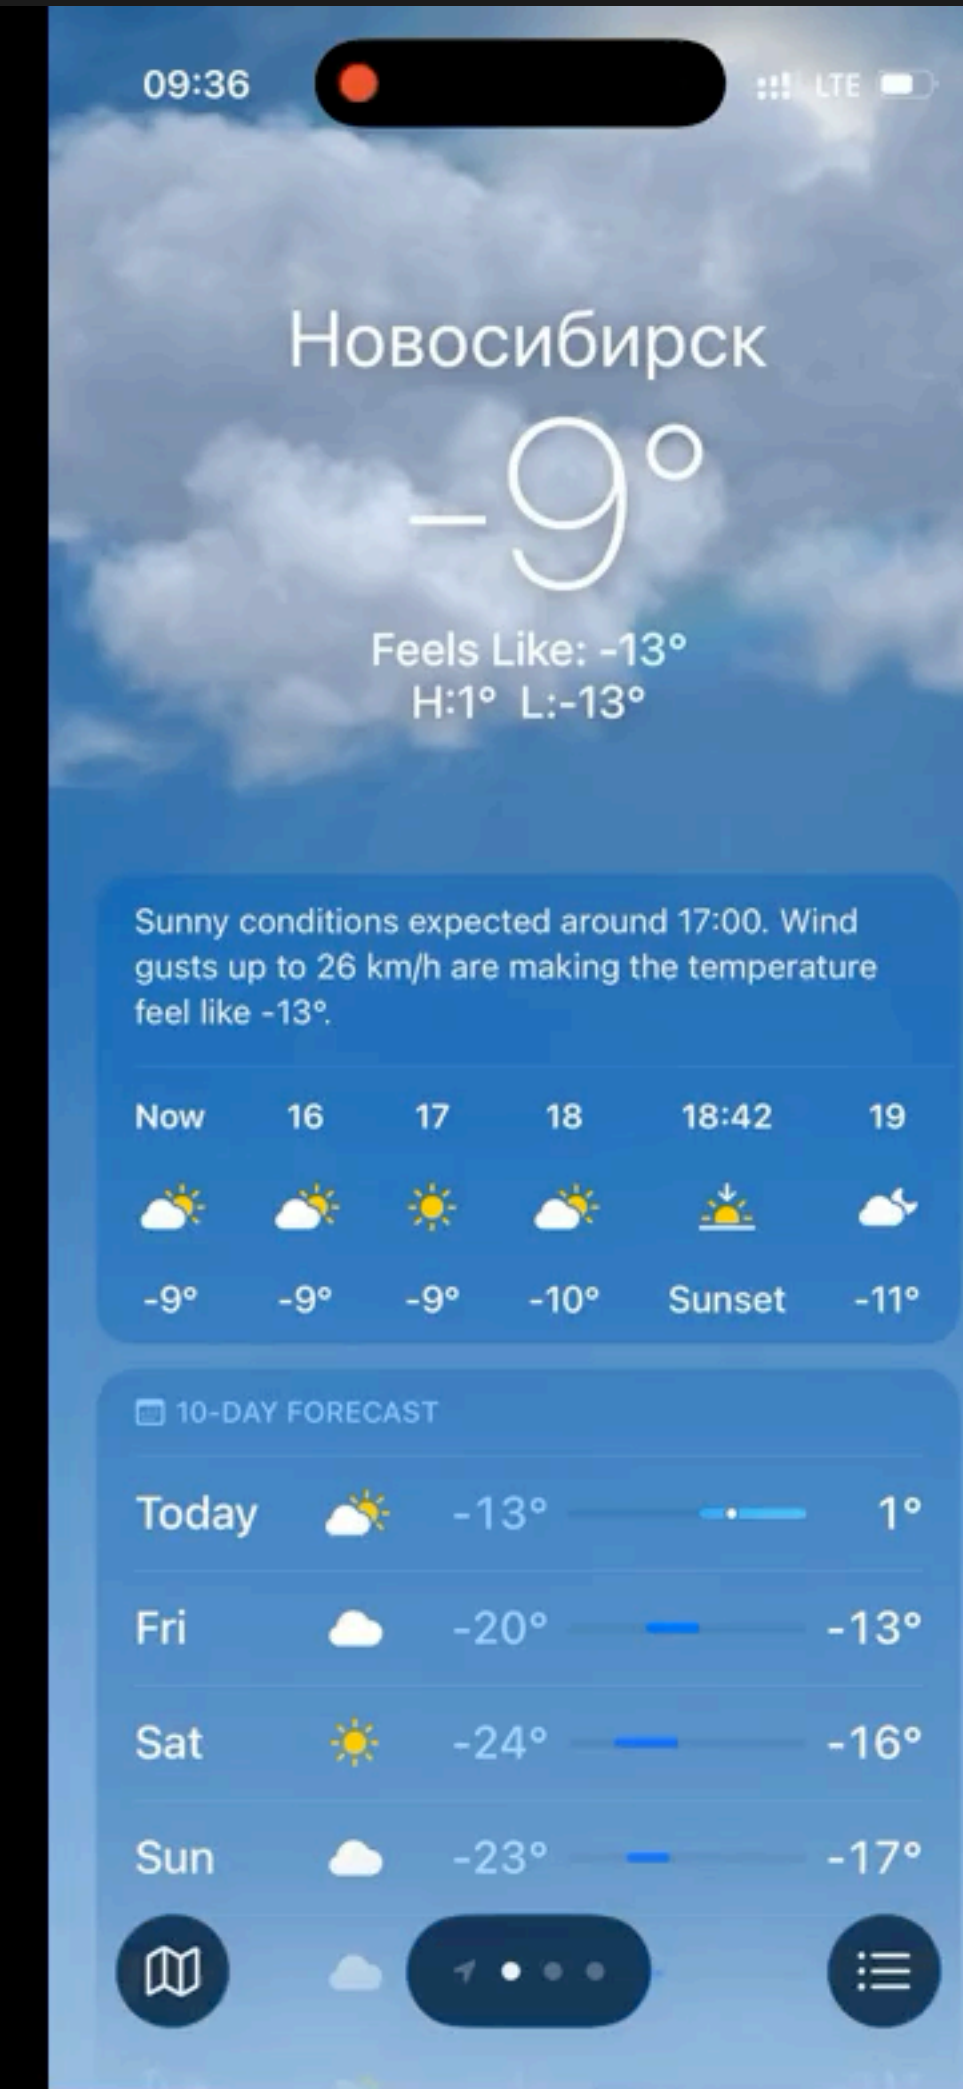 09:36
LTE
Новосибирск
-9°
Feels Like: -13°
H:1° L:-13°
Sunny conditions expected around 17:00. Wind
gusts up to 26 km/h are making the temperature
feel like -13°.
Now 16 17 18 18:42 19
-9° -9° -9° -10° Sunset -11°
10-DAY FORECAST
Today -13° 1°
Fri -20° -13°
Sat -24° -16°
Sun -23° -17°